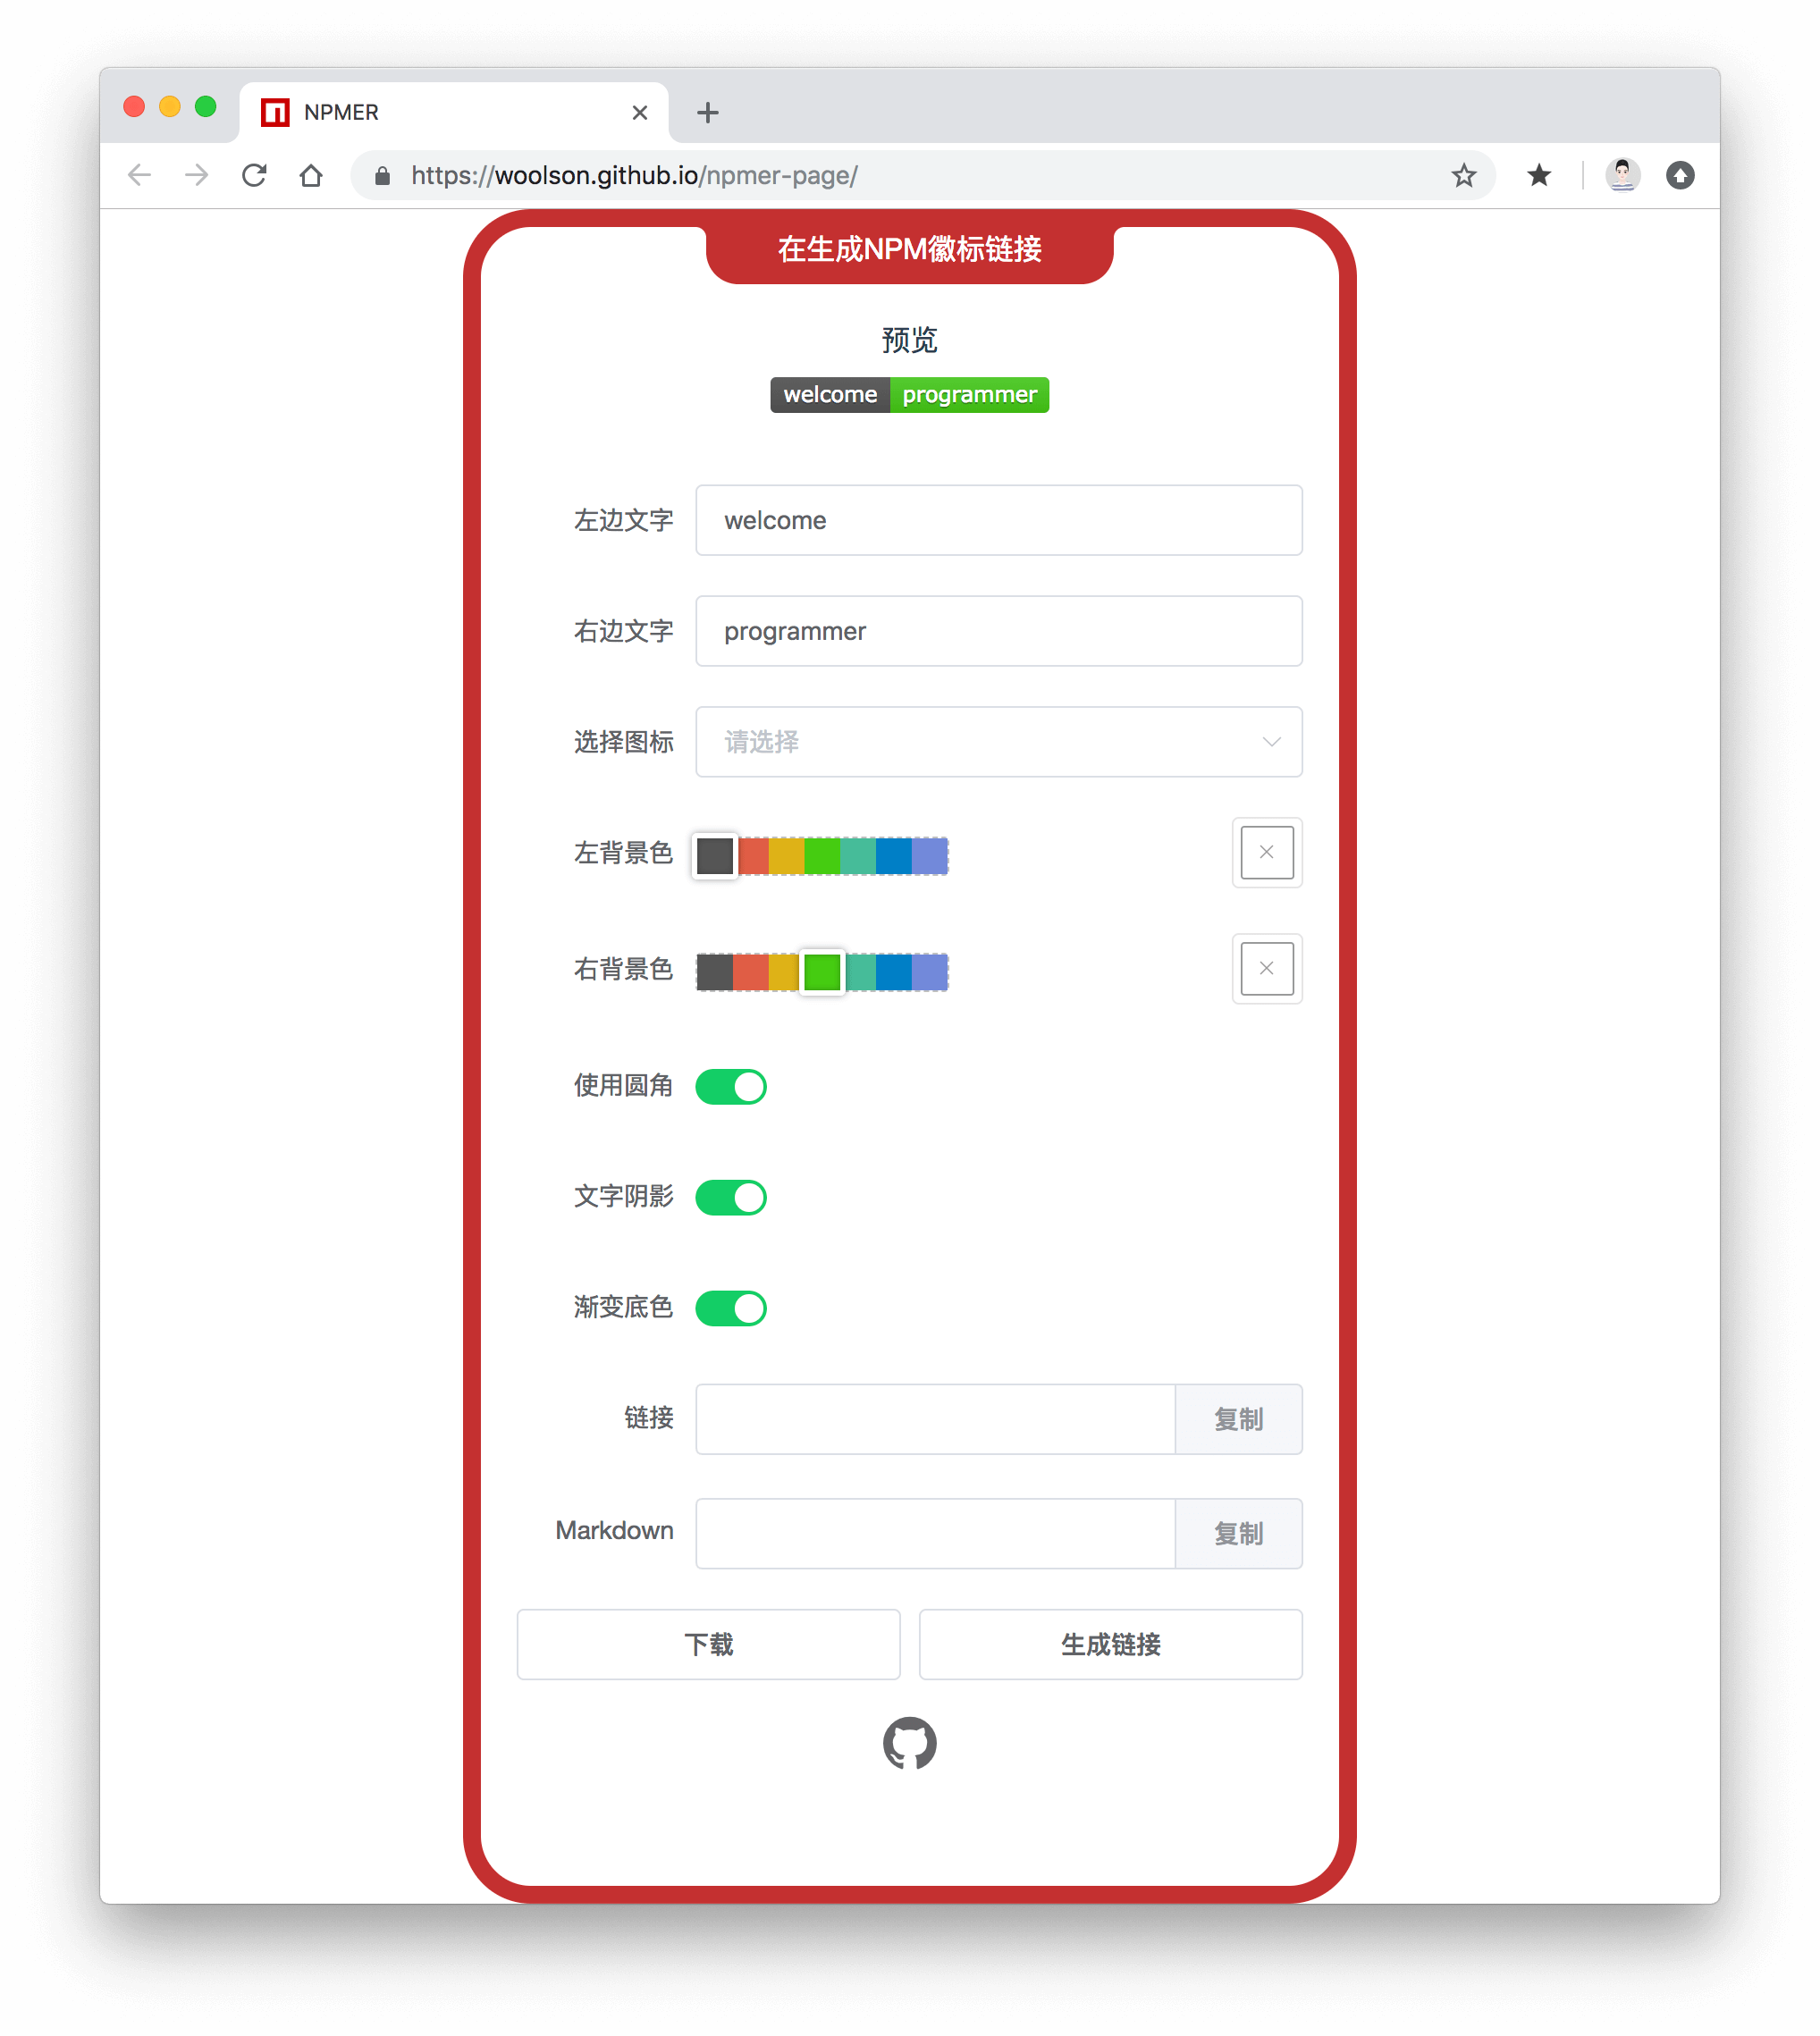 NPMER
https://woolson.github.io/npmer-page/
在生成NPM徽标链接
预览
welcome programmer
左边文字 welcome
右边文字 programmer
选择图标 请选择
左背景色
右背景色
使用圆角
文字阴影
渐变底色
链接 复制
Markdown 复制
下载 生成链接